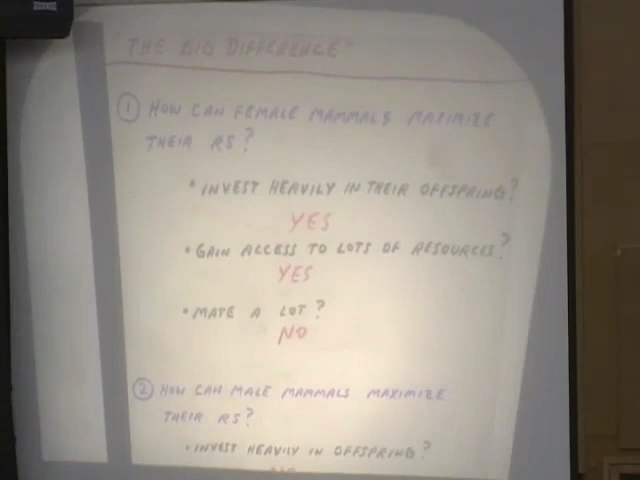 "THE BIG DIFFERENCE"
① HOW CAN FEMALE MAMMALS MAXIMIZE
THEIR RS?
• INVEST HEAVILY IN THEIR OFFSPRING?
YES
• GAIN ACCESS TO LOTS OF RESOURCES?
YES
• MATE A LOT?
NO
② HOW CAN MALE MAMMALS MAXIMIZE
THEIR RS?
• INVEST HEAVILY IN OFFSPRING?